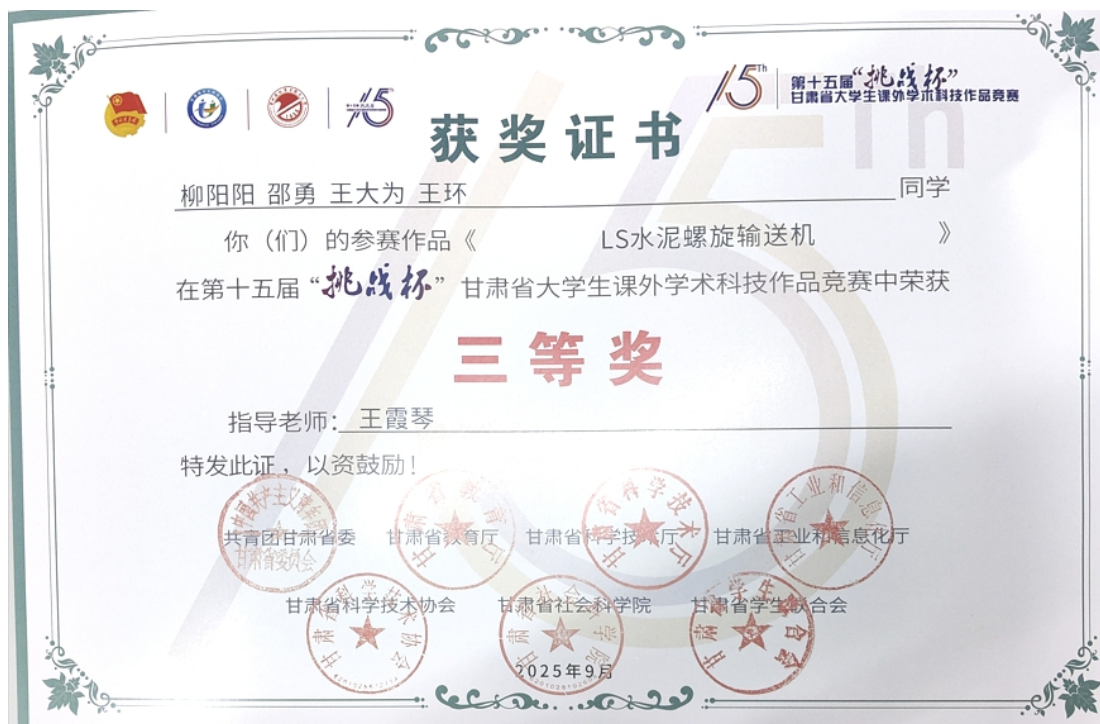 第十五届“挑战杯”
15Th 甘肃省大学生课外学术科技作品竞赛
获奖证书
柳阳阳 邵勇 王大为 王环 同学
你（们）的参赛作品《 LS水泥螺旋输送机 》
在第十五届“挑战杯”甘肃省大学生课外学术科技作品竞赛中荣获
三等奖
指导老师：王霞琴
特发此证，以资鼓励！
共青团甘肃省委 甘肃省教育厅 甘肃省科学技术厅 甘肃省工业和信息化厅
甘肃省科学技术协会 甘肃省社会科学院 甘肃省学生联合会
2025年9月